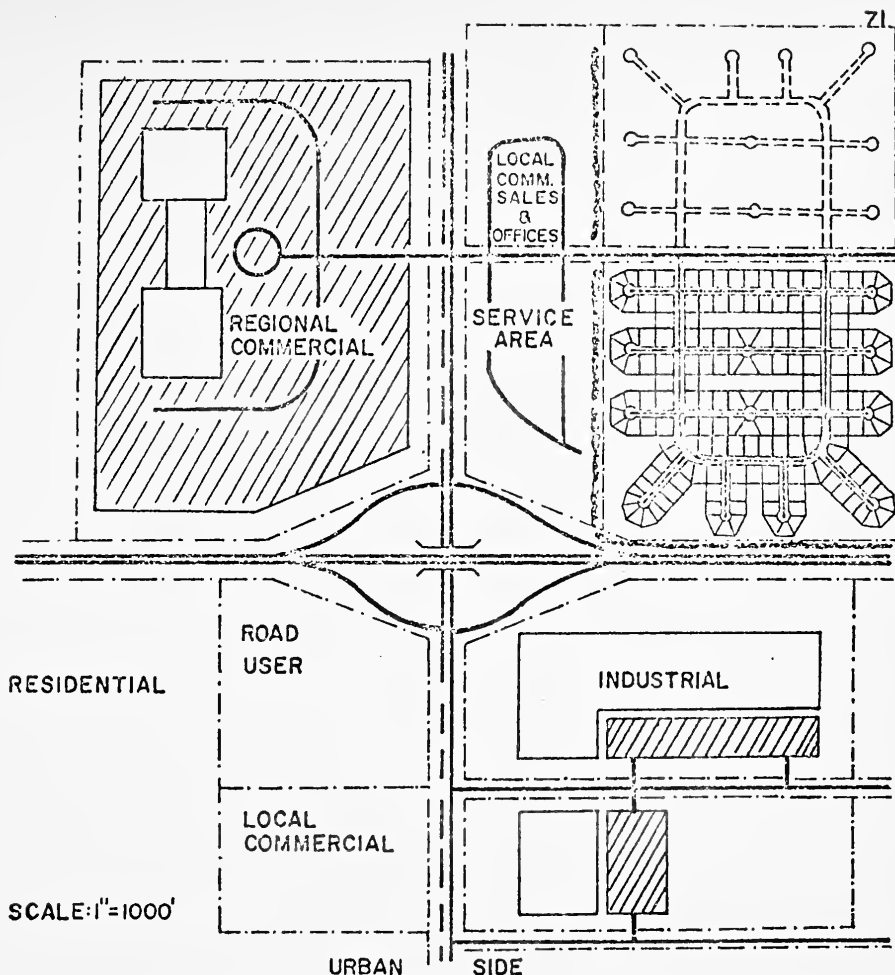 71
LOCAL
COMM.
SALES
&
OFFICES
REGIONAL
COMMERCIAL
SERVICE
AREA
ROAD
USER
RESIDENTIAL
INDUSTRIAL
LOCAL
COMMERCIAL
SCALE:1"=1000'
URBAN SIDE